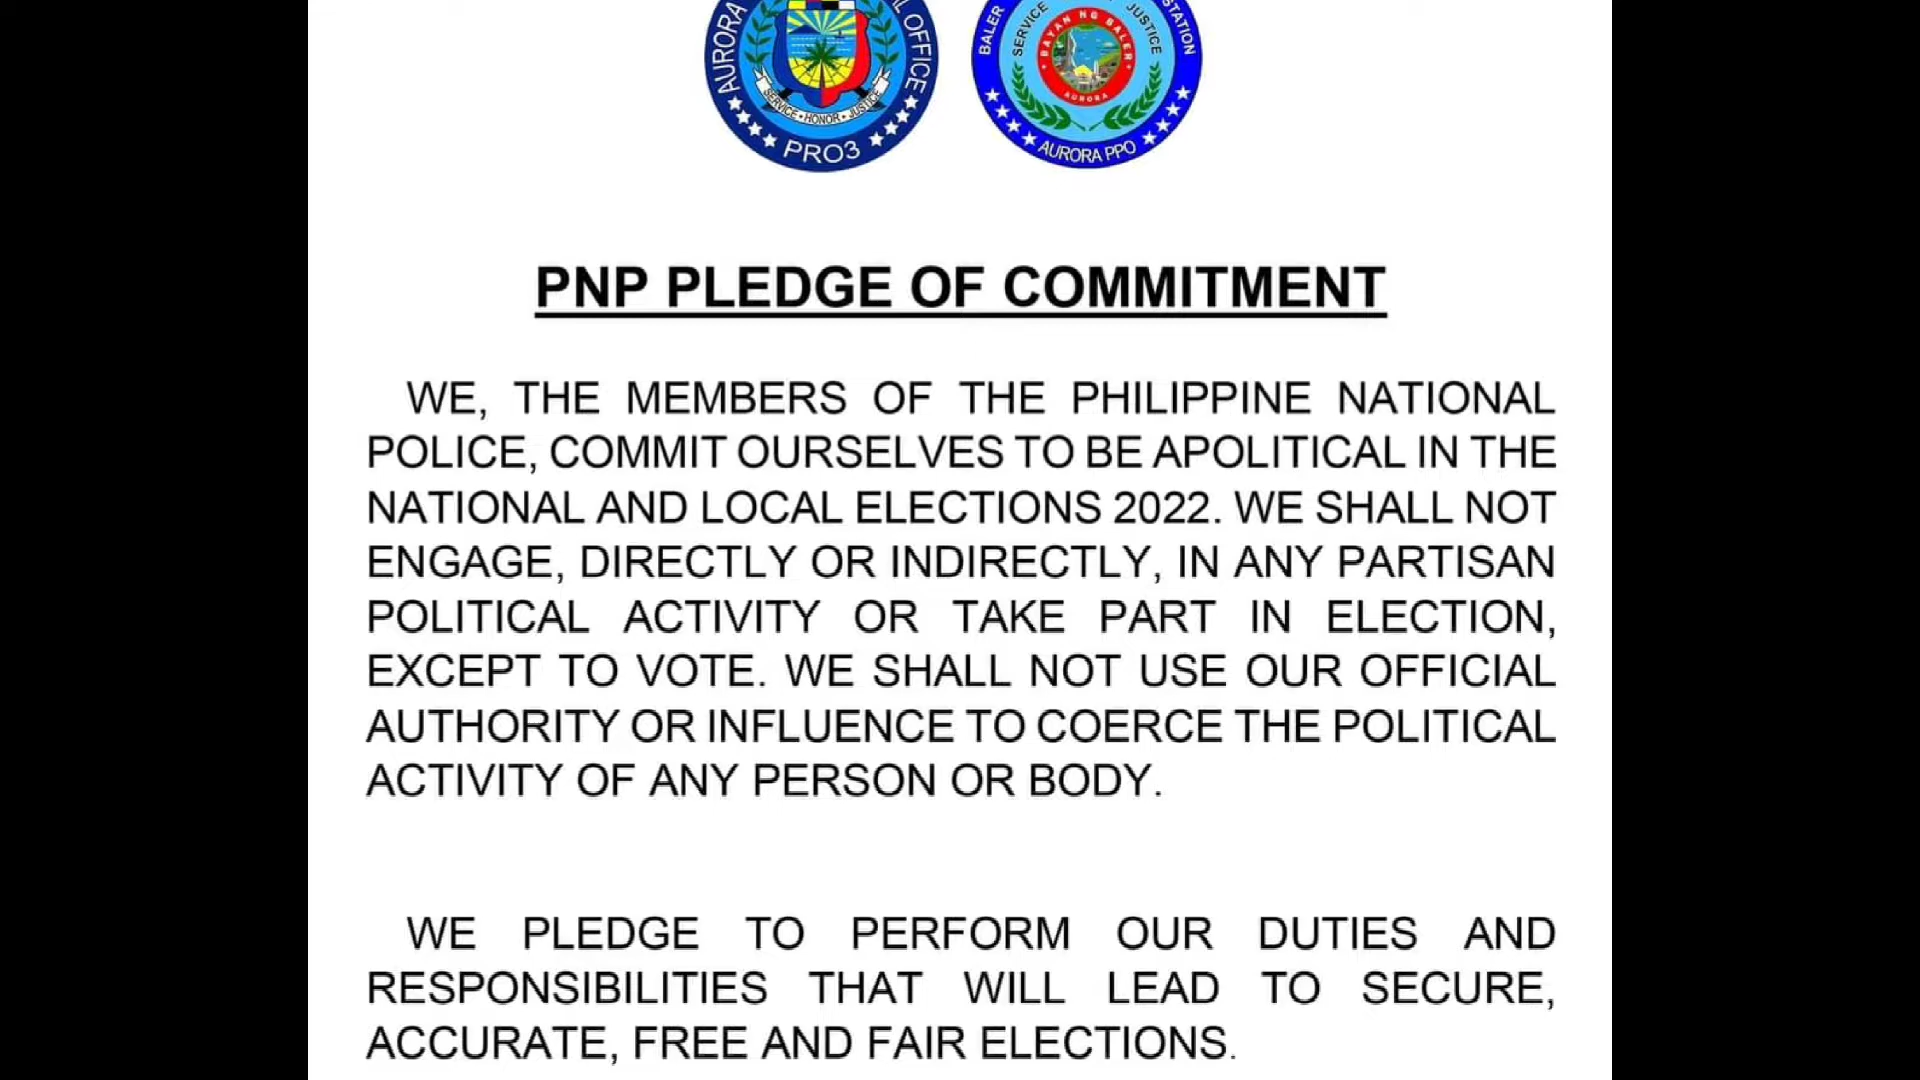 AURORA L OFFICE
SERVICE • HONOR • JUSTICE
PRO3
BALER STATION
SERVICE JUSTICE
BAYAN NG BALER
AURORA
AURORA PPO
PNP PLEDGE OF COMMITMENT
WE, THE MEMBERS OF THE PHILIPPINE NATIONAL
POLICE, COMMIT OURSELVES TO BE APOLITICAL IN THE
NATIONAL AND LOCAL ELECTIONS 2022. WE SHALL NOT
ENGAGE, DIRECTLY OR INDIRECTLY, IN ANY PARTISAN
POLITICAL ACTIVITY OR TAKE PART IN ELECTION,
EXCEPT TO VOTE. WE SHALL NOT USE OUR OFFICIAL
AUTHORITY OR INFLUENCE TO COERCE THE POLITICAL
ACTIVITY OF ANY PERSON OR BODY.
WE PLEDGE TO PERFORM OUR DUTIES AND
RESPONSIBILITIES THAT WILL LEAD TO SECURE,
ACCURATE, FREE AND FAIR ELECTIONS.